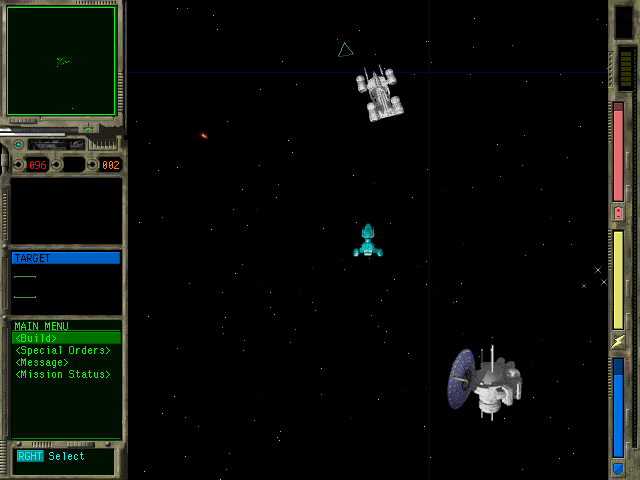 096 002
TARGET
MAIN MENU
<Build>
<Special Orders>
<Message>
<Mission Status>
RGHT Select